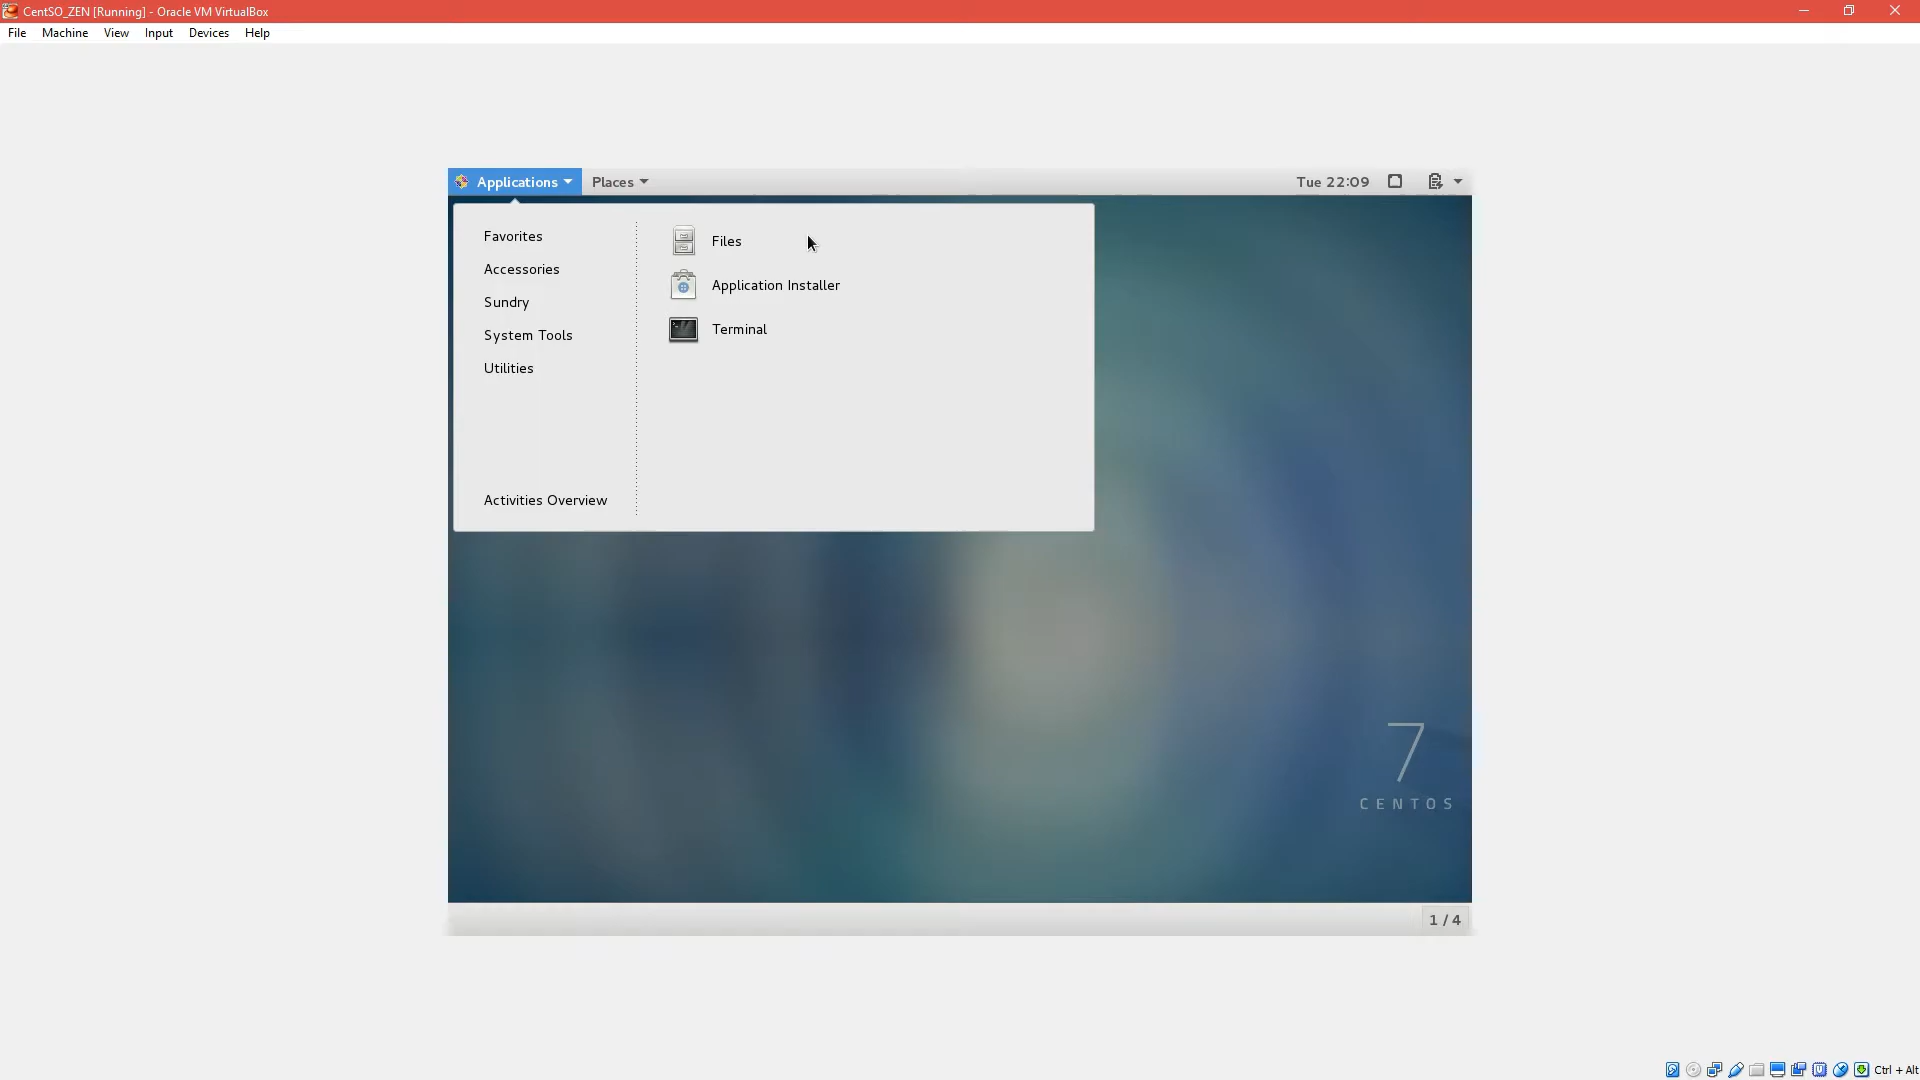 CentSO_ZEN [Running] - Oracle VM VirtualBox
File Machine View Input Devices Help
Applications Places Tue 22:09
Favorites
Accessories
Sundry
System Tools
Utilities
Activities Overview
Files
Application Installer
Terminal
7
CENTOS
1 / 4
Ctrl + Alt